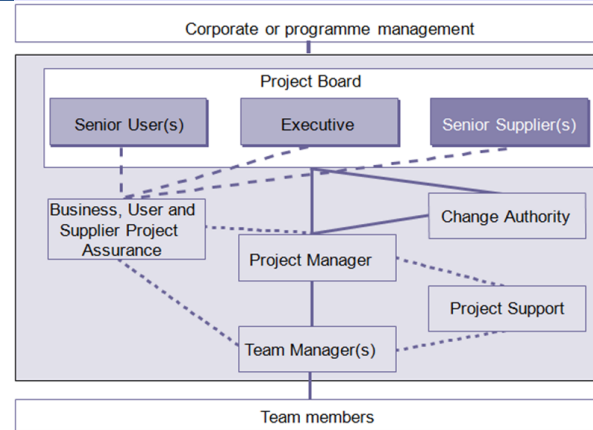 Corporate or programme management
Project Board
Senior User(s)
Executive
Senior Supplier(s)
Business, User and
Supplier Project
Assurance
Change Authority
Project Manager
Project Support
Team Manager(s)
Team members